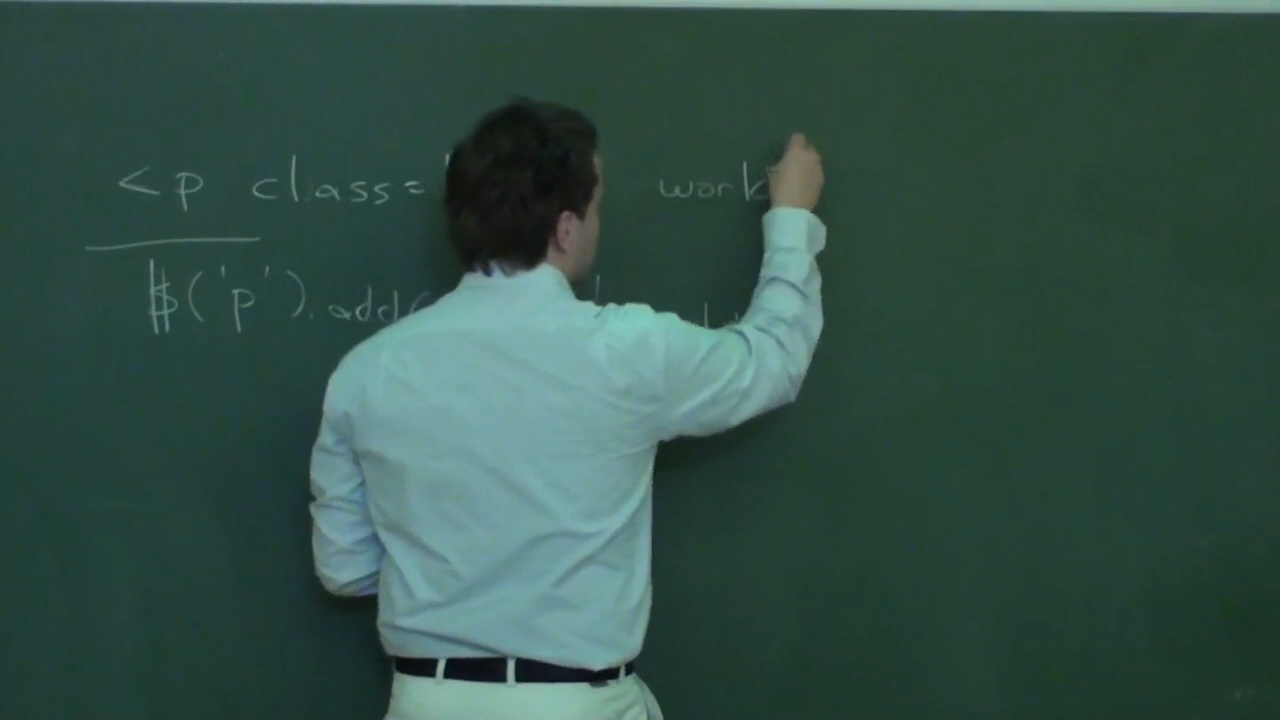 <p class= work
$('p').add(